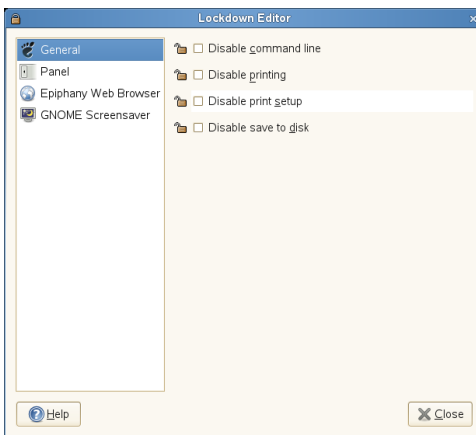 Lockdown Editor
General
Panel
Epiphany Web Browser
GNOME Screensaver
Disable command line
Disable printing
Disable print setup
Disable save to disk
Help
Close